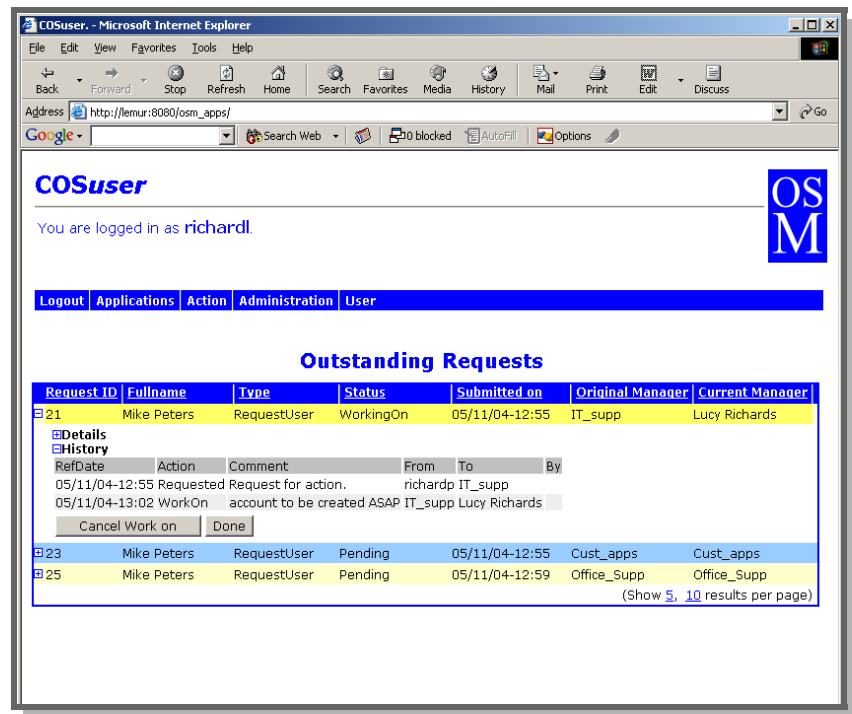 COSuser. - Microsoft Internet Explorer
File Edit View Favorites Tools Help
Back Forward Stop Refresh Home Search Favorites Media History Mail Print Edit Discuss
Address http://lemur:8080/osm_apps/ Go
Google Search Web 0 blocked AutoFill Options
COSuser
OS
M
You are logged in as richardl.
Logout Applications Action Administration User
Outstanding Requests
Request ID Fullname Type Status Submitted on Original Manager Current Manager
21 Mike Peters RequestUser WorkingOn 05/11/04-12:55 IT_supp Lucy Richards
Details
History
RefDate Action Comment From To By
05/11/04-12:55 Requested Request for action. richardp IT_supp
05/11/04-13:02 WorkOn account to be created ASAP IT_supp Lucy Richards
Cancel Work on Done
23 Mike Peters RequestUser Pending 05/11/04-12:55 Cust_apps Cust_apps
25 Mike Peters RequestUser Pending 05/11/04-12:59 Office_Supp Office_Supp
(Show 5, 10 results per page)